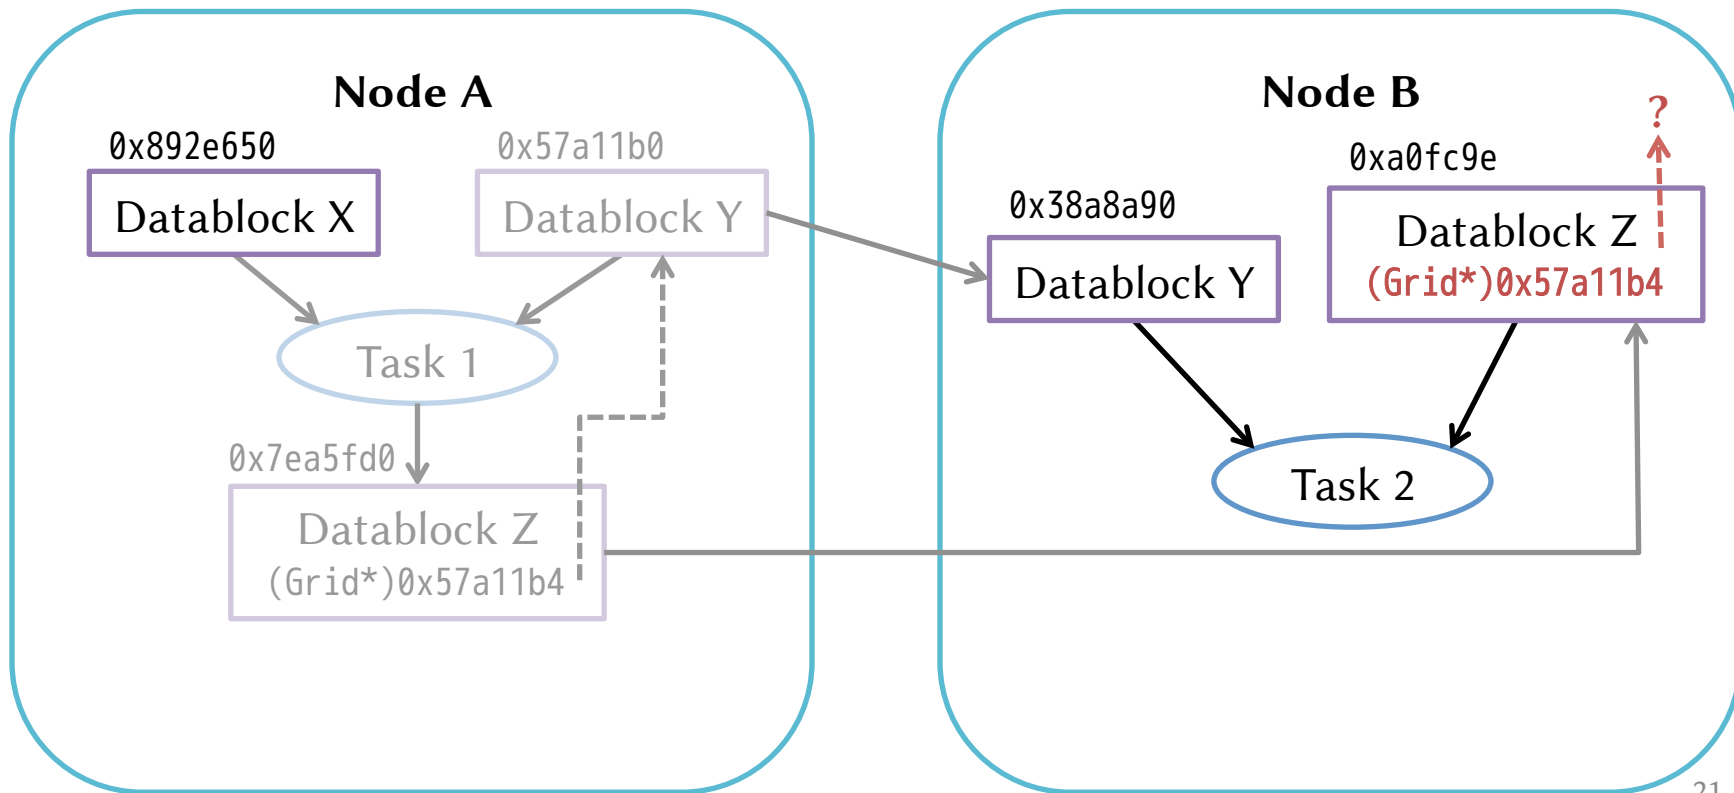 Node A
0x892e650
Datablock X
0x57a11b0
Datablock Y
Task 1
0x7ea5fd0
Datablock Z
(Grid*)0x57a11b4
Node B
?
0x38a8a90
Datablock Y
0xa0fc9e
Datablock Z
(Grid*)0x57a11b4
Task 2
21